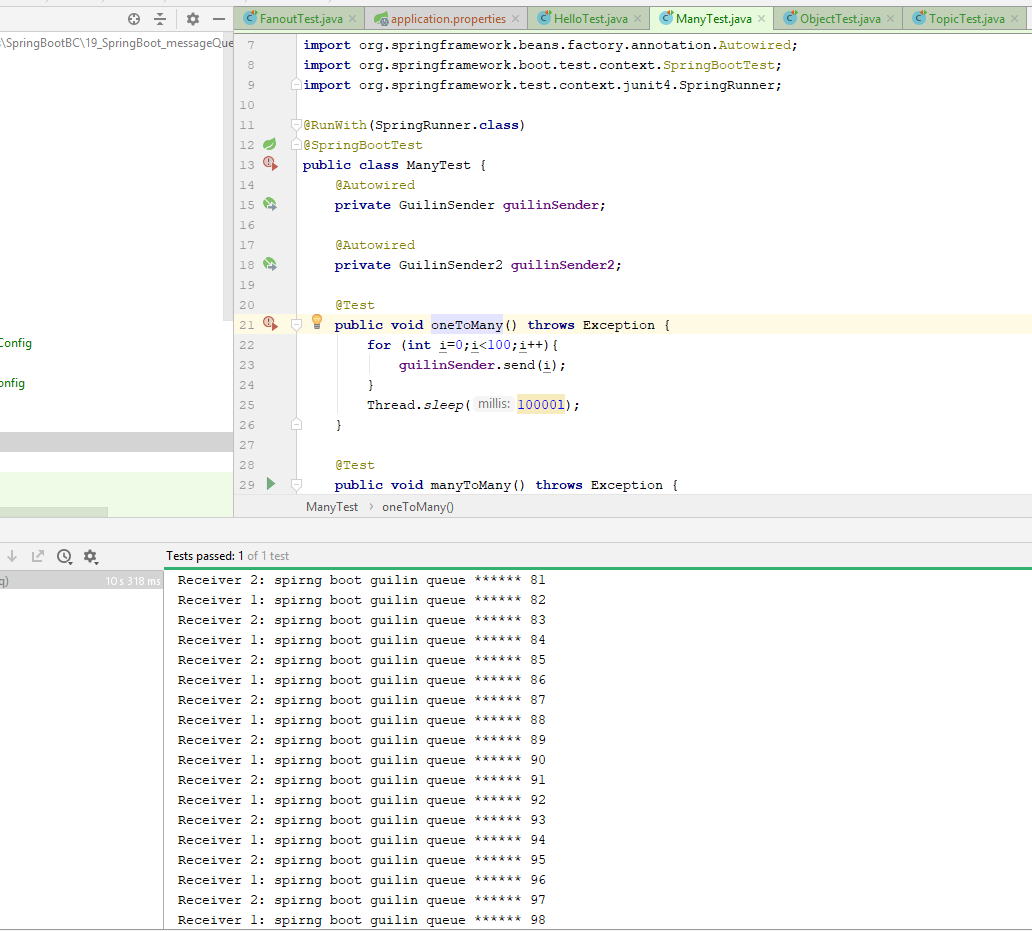 \SpringBootBC\19_SpringBoot_messageQue
FanoutTest.java
application.properties
HelloTest.java
ManyTest.java
ObjectTest.java
TopicTest.java
7 import org.springframework.beans.factory.annotation.Autowired;
8 import org.springframework.boot.test.context.SpringBootTest;
9 import org.springframework.test.context.junit4.SpringRunner;
10
11 @RunWith(SpringRunner.class)
12 @SpringBootTest
13 public class ManyTest {
14 @Autowired
15 private GuilinSender guilinSender;
16
17 @Autowired
18 private GuilinSender2 guilinSender2;
19
20 @Test
21 public void oneToMany() throws Exception {
22 for (int i=0;i<100;i++){
23 guilinSender.send(i);
24 }
25 Thread.sleep( millis: 100001);
26 }
27
28 @Test
29 public void manyToMany() throws Exception {
Config
onfig
ManyTest > oneToMany()
Tests passed: 1 of 1 test
q) 10 s 318 ms
Receiver 2: spirng boot guilin queue ****** 81
Receiver 1: spirng boot guilin queue ****** 82
Receiver 2: spirng boot guilin queue ****** 83
Receiver 1: spirng boot guilin queue ****** 84
Receiver 2: spirng boot guilin queue ****** 85
Receiver 1: spirng boot guilin queue ****** 86
Receiver 2: spirng boot guilin queue ****** 87
Receiver 1: spirng boot guilin queue ****** 88
Receiver 2: spirng boot guilin queue ****** 89
Receiver 1: spirng boot guilin queue ****** 90
Receiver 2: spirng boot guilin queue ****** 91
Receiver 1: spirng boot guilin queue ****** 92
Receiver 2: spirng boot guilin queue ****** 93
Receiver 1: spirng boot guilin queue ****** 94
Receiver 2: spirng boot guilin queue ****** 95
Receiver 1: spirng boot guilin queue ****** 96
Receiver 2: spirng boot guilin queue ****** 97
Receiver 1: spirng boot guilin queue ****** 98